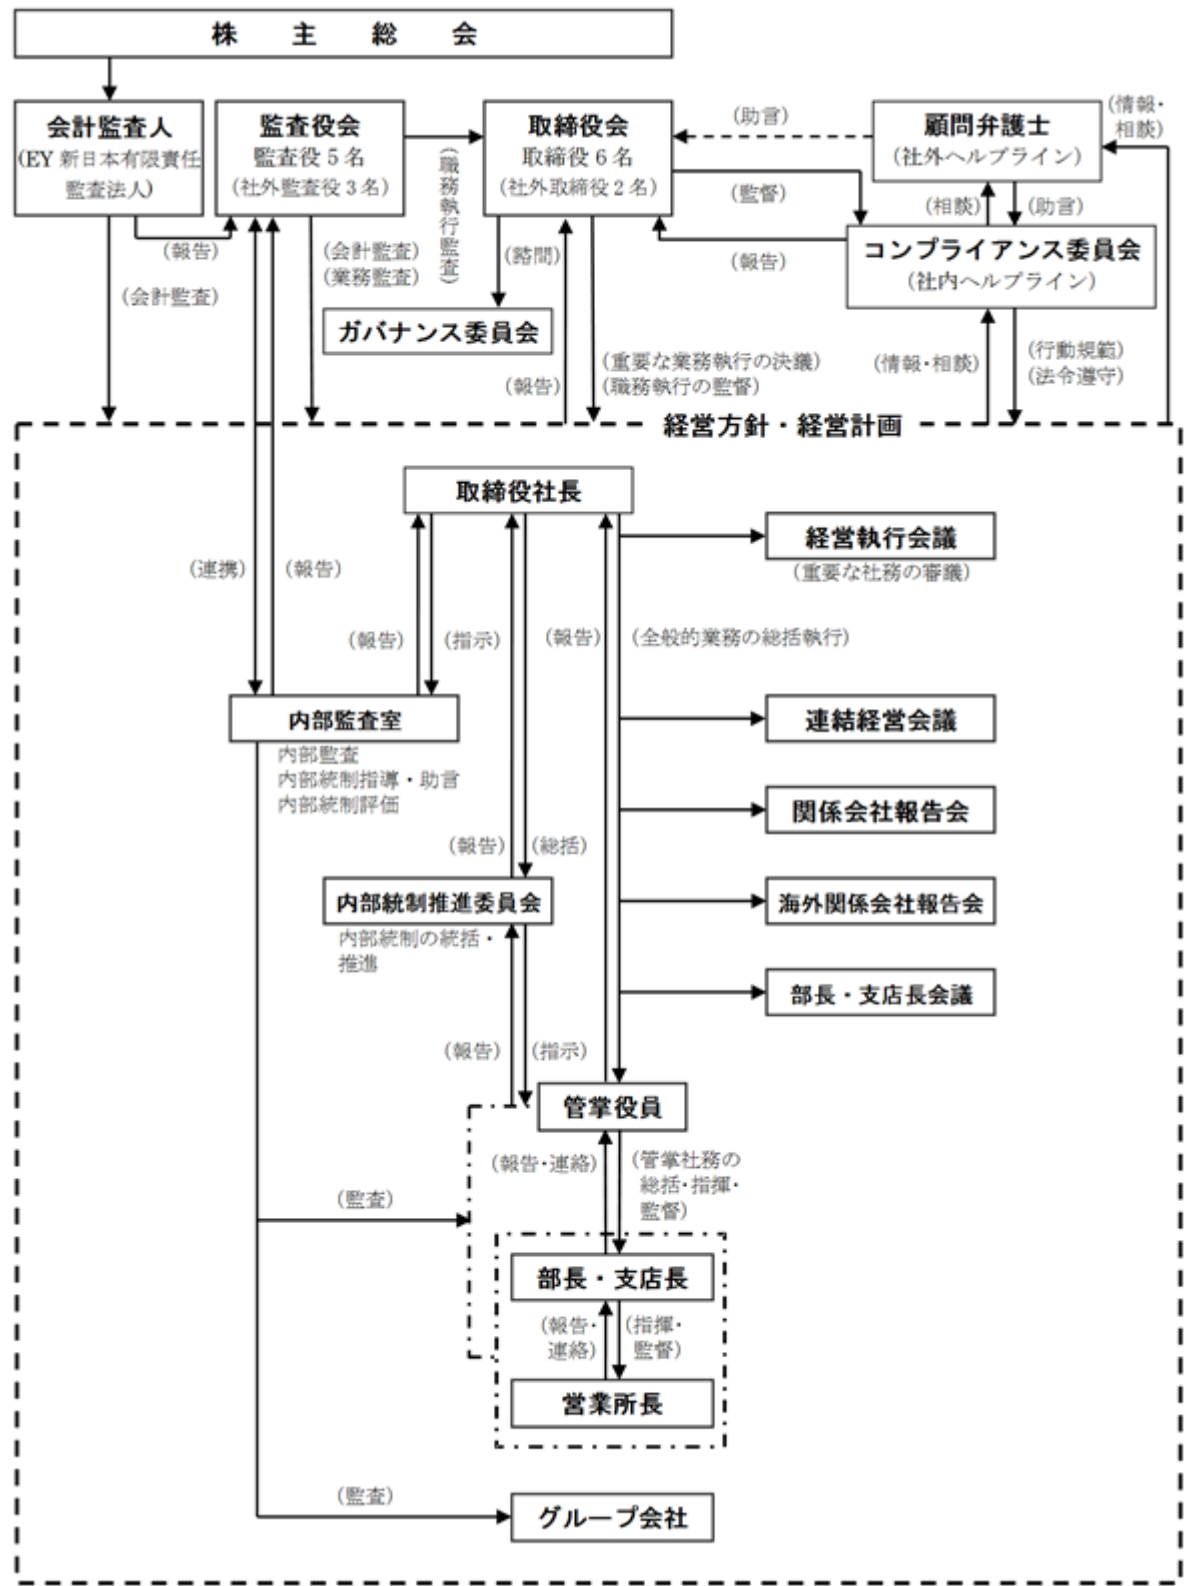 株 主 総 会
会計監査人
(EY 新日本有限責任
監査法人)
監査役会
監査役5名
(社外監査役3名)
(職務執行監査)
取締役会
取締役6名
(社外取締役2名)
(助言)
顧問弁護士
(社外ヘルプライン)
(情報・
相談)
(監督)
(相談)
(助言)
(報告)
(会計監査)
(会計監査)
(業務監査)
(諮問)
(報告)
コンプライアンス委員会
(社内ヘルプライン)
ガバナンス委員会
(報告)
(重要な業務執行の決議)
(職務執行の監督)
(情報・相談)
(行動規範)
(法令遵守)
経営方針・経営計画
取締役社長
経営執行会議
(重要な社務の審議)
(連携)
(報告)
(報告)
(指示)
(報告)
(全般的業務の総括執行)
内部監査室
内部監査
内部統制指導・助言
内部統制評価
連結経営会議
関係会社報告会
(報告)
(総括)
内部統制推進委員会
内部統制の統括・
推進
海外関係会社報告会
部長・支店長会議
(報告)
(指示)
管掌役員
(報告・連絡)
(管掌社務の
総括・指揮・
監督)
(監査)
部長・支店長
(報告・
連絡)
(指揮・
監督)
営業所長
(監査)
グループ会社